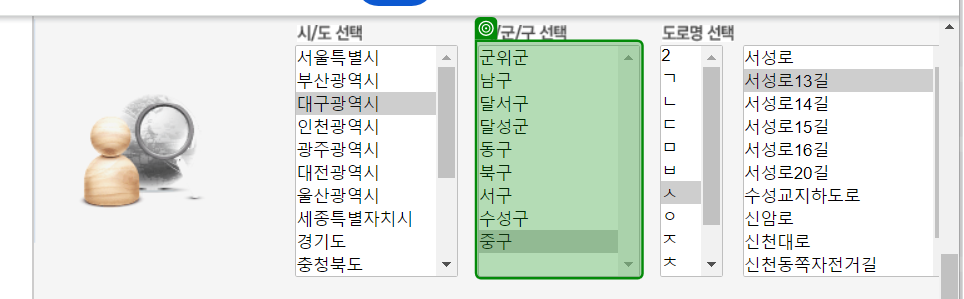 시/도 선택
서울특별시
부산광역시
대구광역시
인천광역시
광주광역시
대전광역시
울산광역시
세종특별자치시
경기도
충청북도
/군/구 선택
군위군
남구
달서구
달성군
동구
북구
서구
수성구
중구
도로명 선택
2
ㄱ
ㄴ
ㄷ
ㅁ
ㅂ
ㅅ
ㅇ
ㅈ
ㅊ
서성로
서성로13길
서성로14길
서성로15길
서성로16길
서성로20길
수성교지하도로
신암로
신천대로
신천동쪽자전거길